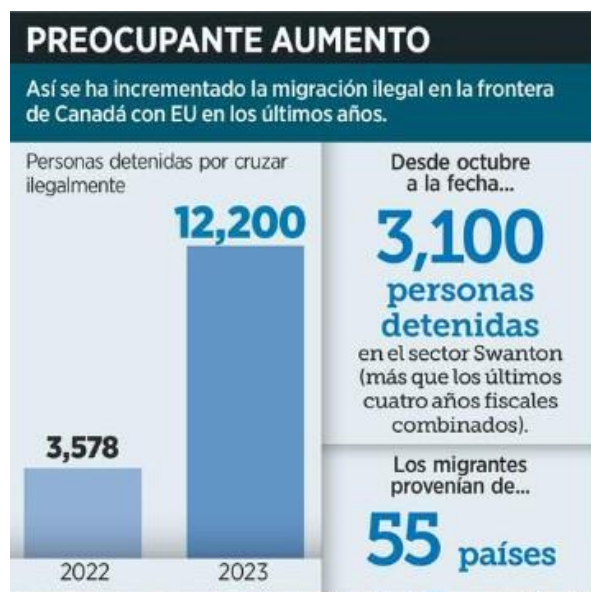 PREOCUPANTE AUMENTO
Así se ha incrementado la migración ilegal en la frontera
de Canadá con EU en los últimos años.
Personas detenidas por cruzar
ilegalmente
12,200
3,578
2022
2023
Desde octubre
a la fecha...
3,100
personas
detenidas
en el sector Swanton
(más que los últimos
cuatro años fiscales
combinados).
Los migrantes
provenían de...
55 países